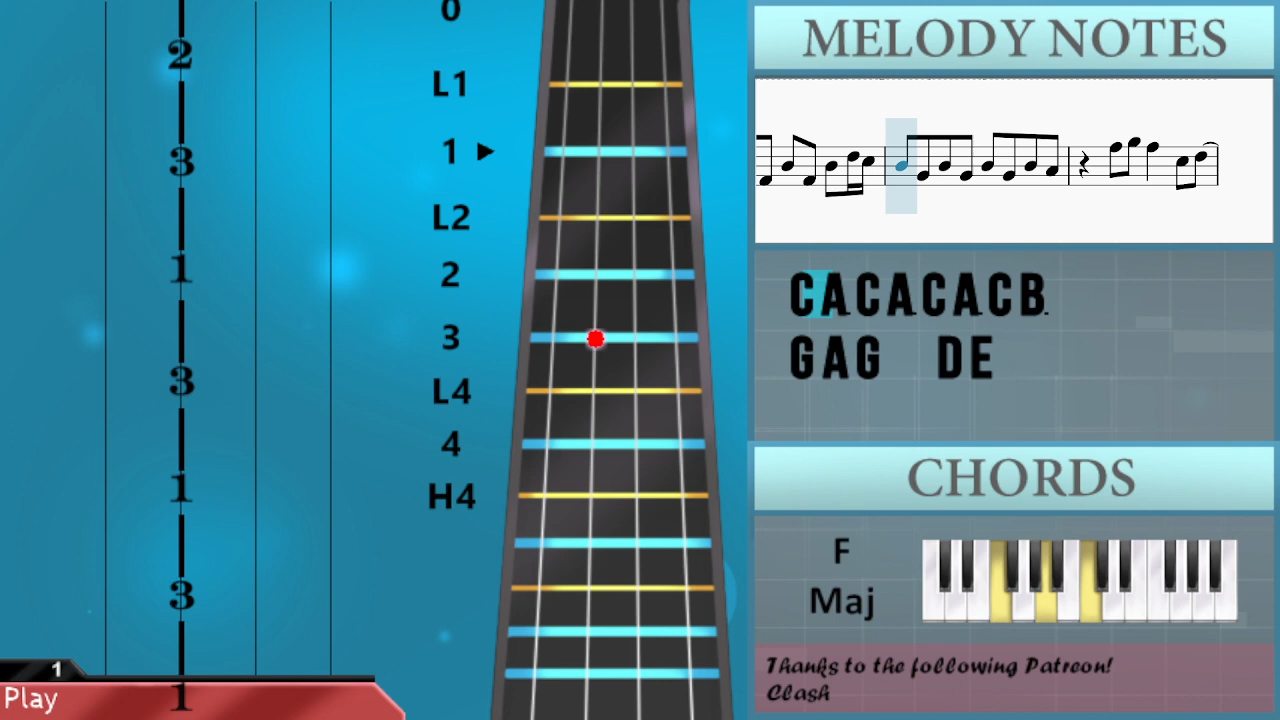 2
3
1
3
1
3
1
1
Play
0
L1
1 ►
L2
2
3
L4
4
H4
MELODY NOTES
CACACACB
GAG DE
CHORDS
F
Maj
Thanks to the following Patreon!
Clash